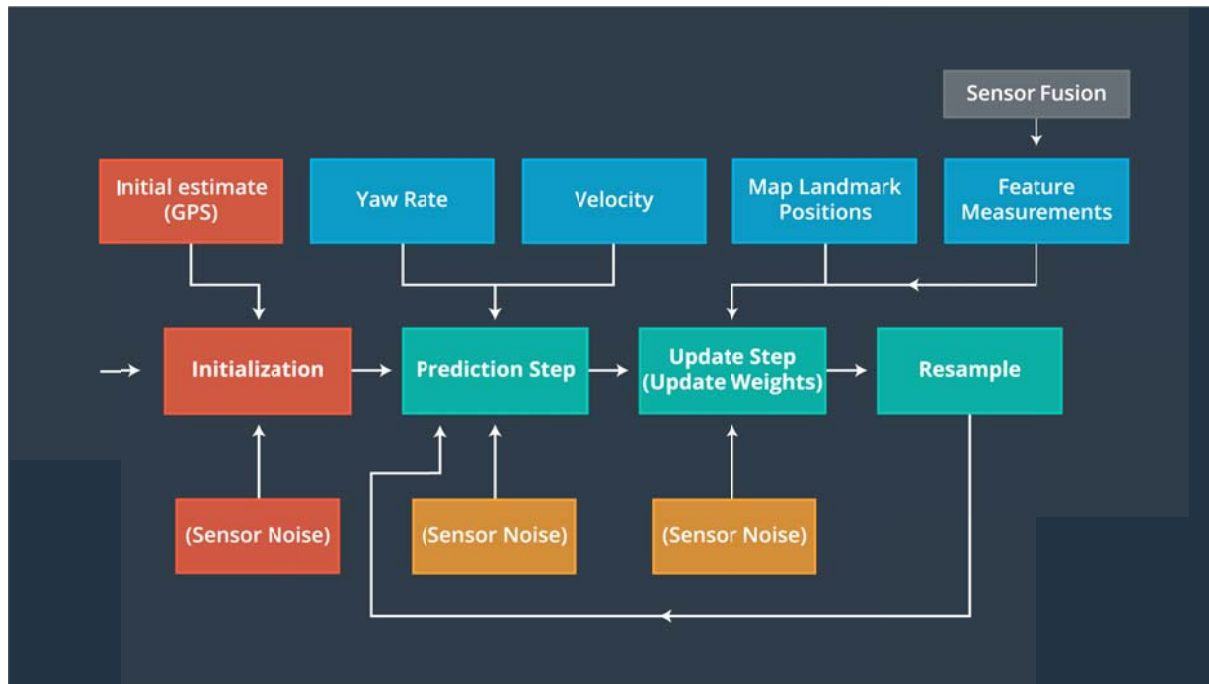 Sensor Fusion
Initial estimate
(GPS)
Yaw Rate
Velocity
Map Landmark
Positions
Feature
Measurements
Initialization
Prediction Step
Update Step
(Update Weights)
Resample
(Sensor Noise)
(Sensor Noise)
(Sensor Noise)